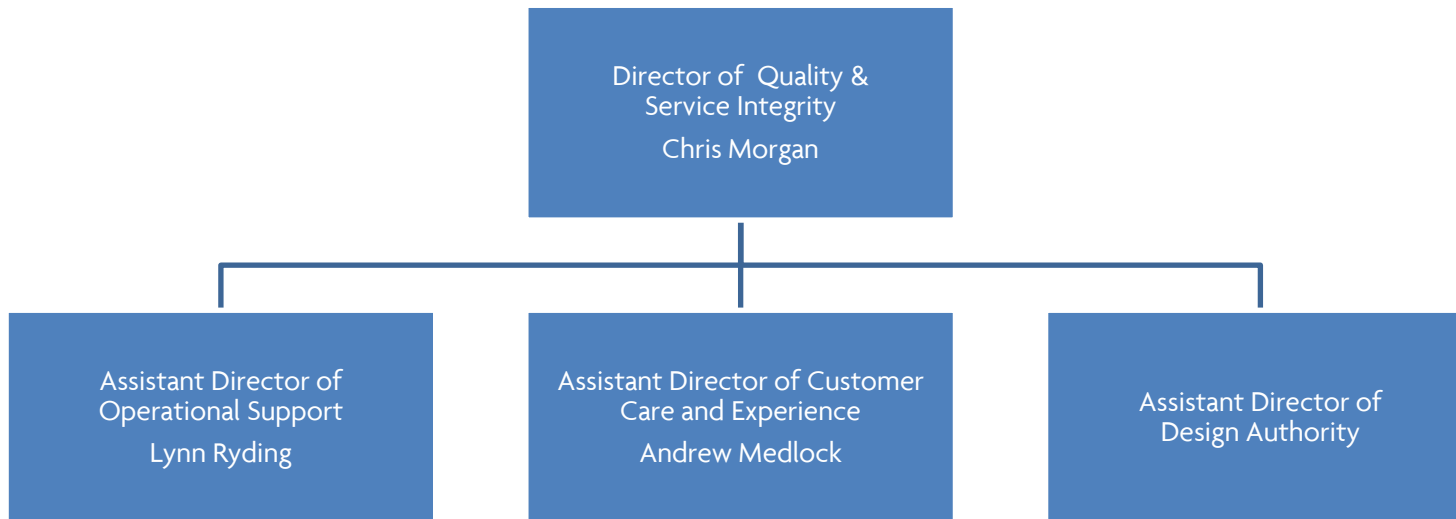 Director of Quality &
Service Integrity
Chris Morgan
Assistant Director of
Operational Support
Lynn Ryding
Assistant Director of Customer
Care and Experience
Andrew Medlock
Assistant Director of
Design Authority